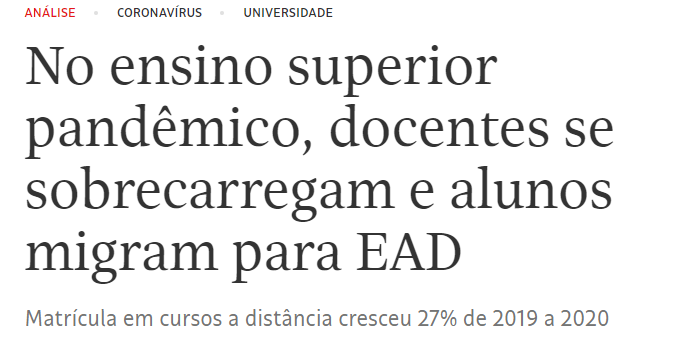 ANÁLISE • CORONAVÍRUS • UNIVERSIDADE
No ensino superior
pandêmico, docentes se
sobrecarregam e alunos
migram para EAD
Matrícula em cursos a distância cresceu 27% de 2019 a 2020